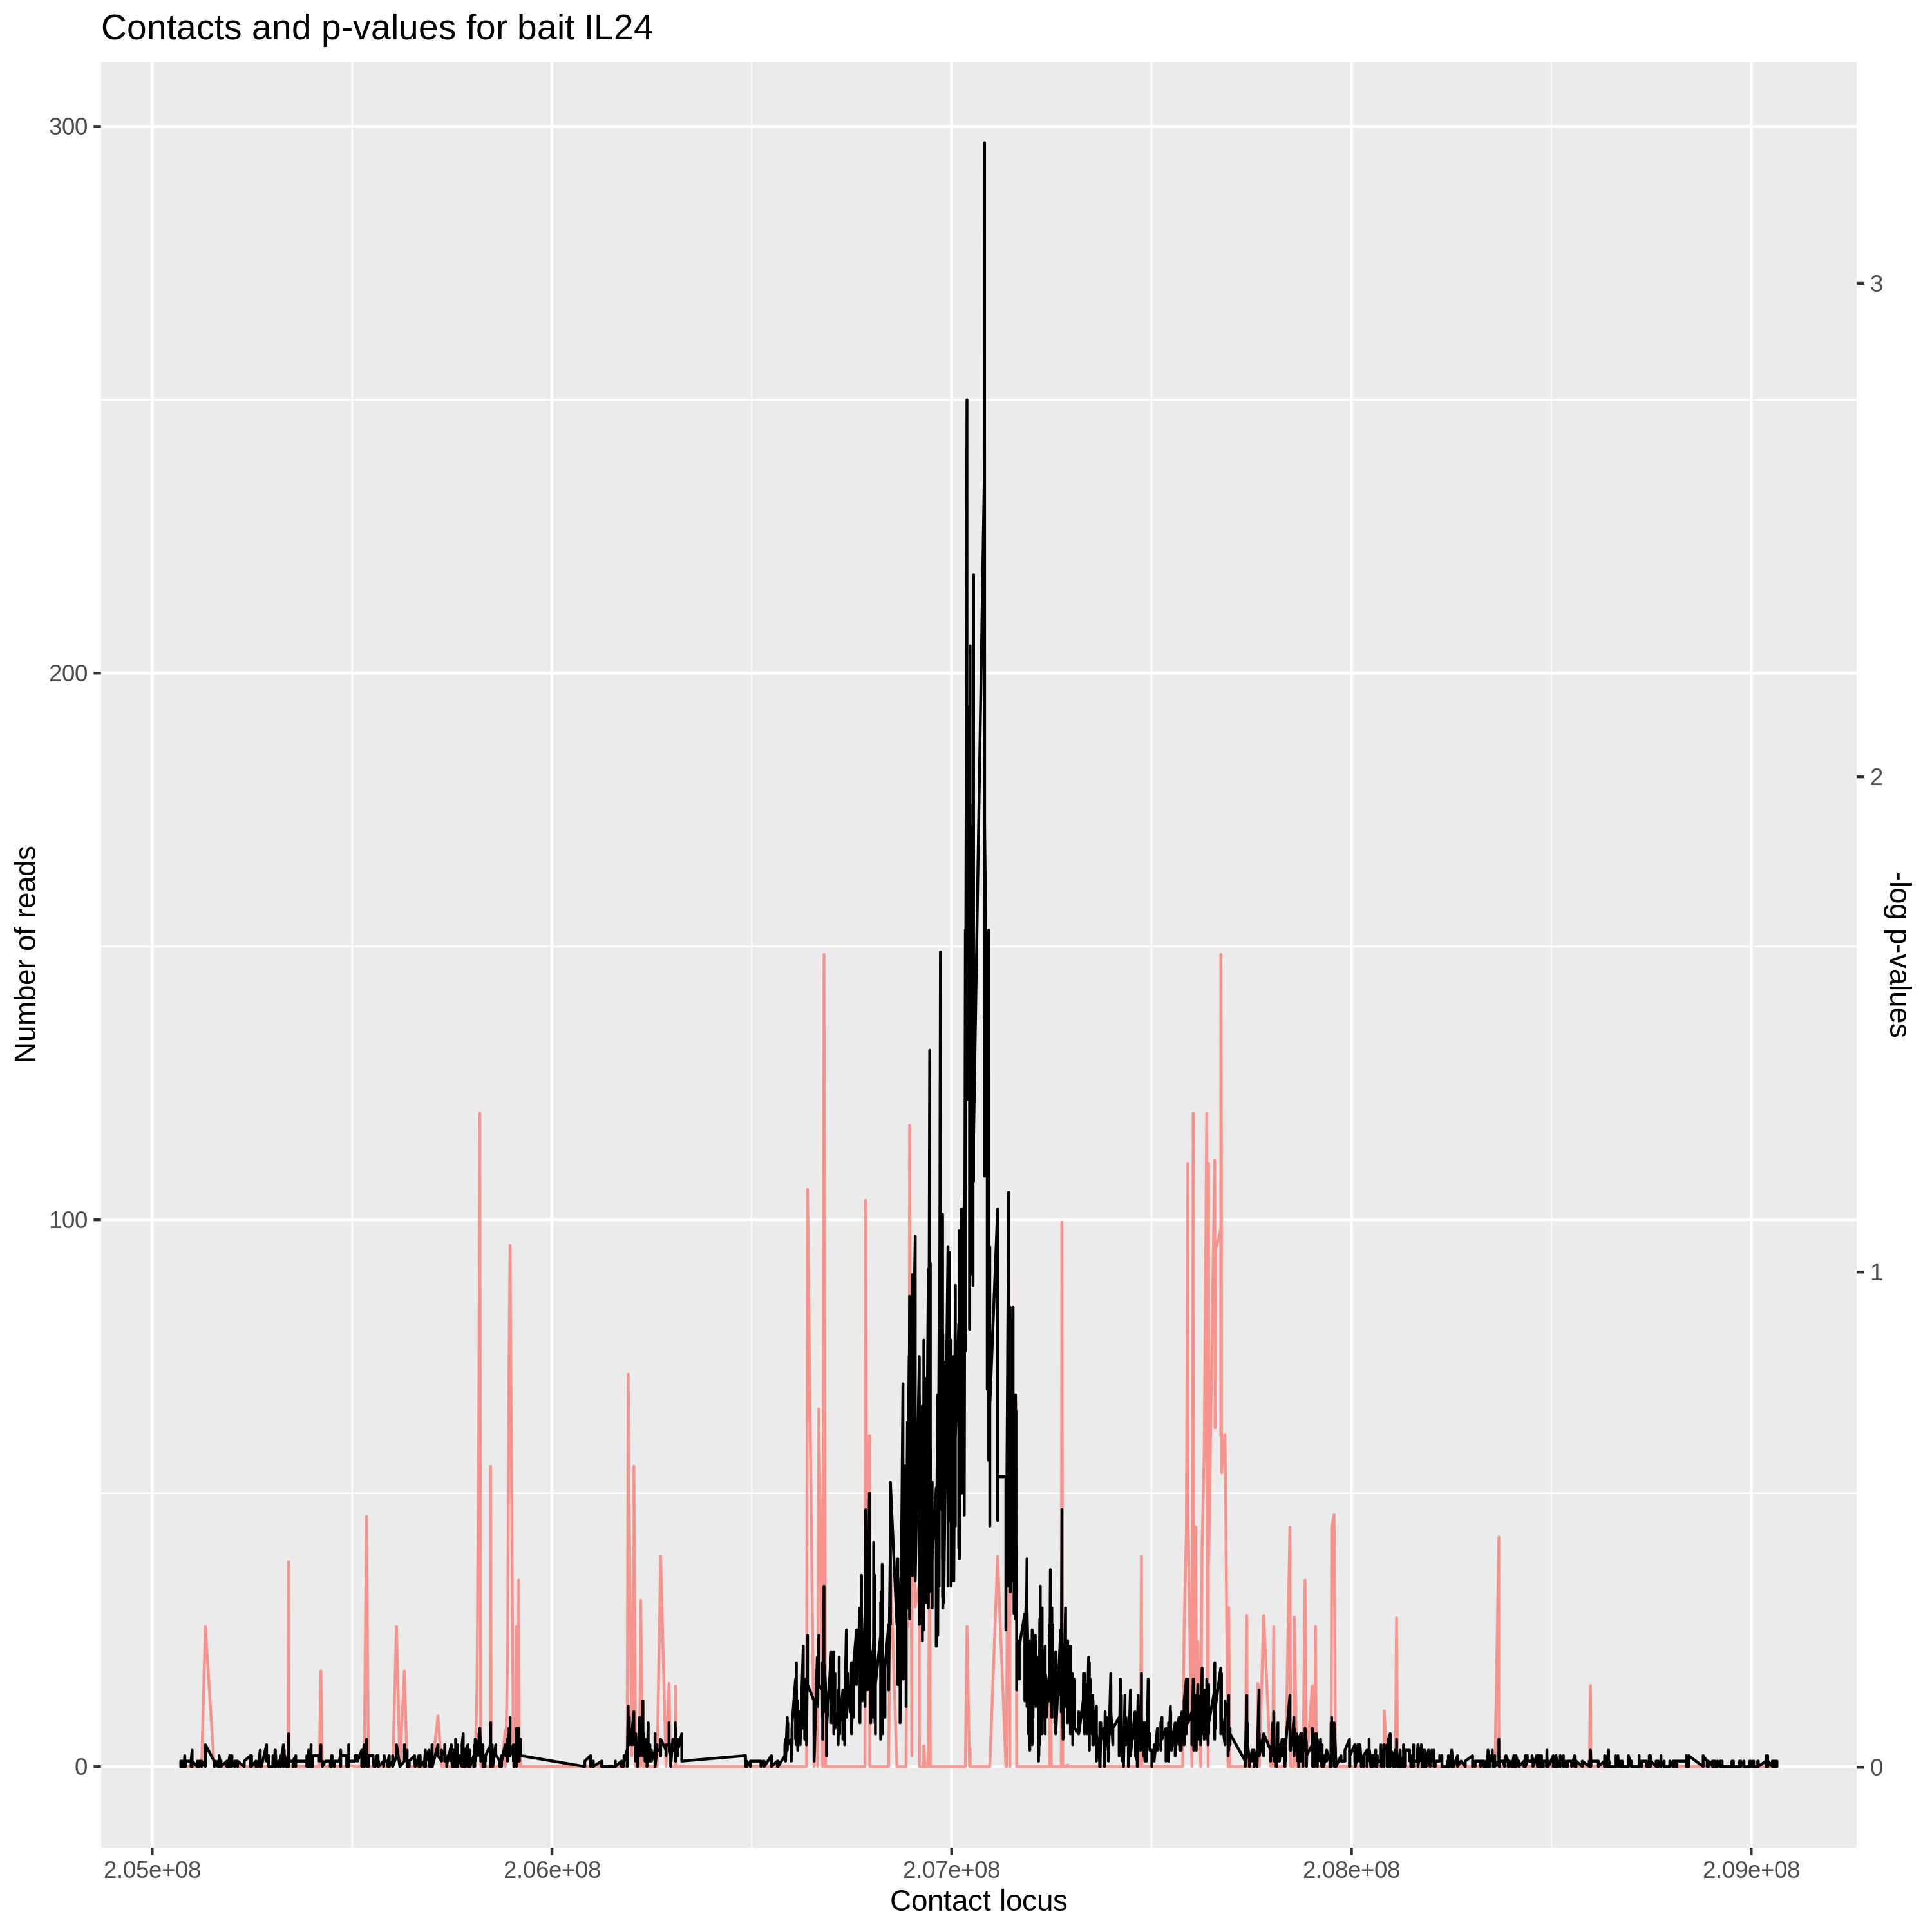 Contacts and p-values for bait IL24
300
200
100
0
Number of reads
3
2
1
0
-log p-values
2.05e+08 2.06e+08 2.07e+08 2.08e+08 2.09e+08
Contact locus